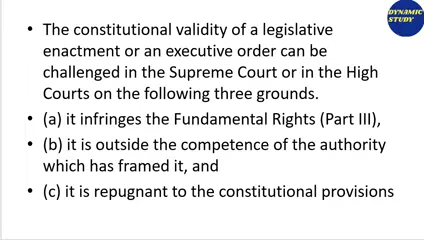 DYNAMIC
STUDY
• The constitutional validity of a legislative
enactment or an executive order can be
challenged in the Supreme Court or in the High
Courts on the following three grounds.
• (a) it infringes the Fundamental Rights (Part III),
• (b) it is outside the competence of the authority
which has framed it, and
• (c) it is repugnant to the constitutional provisions